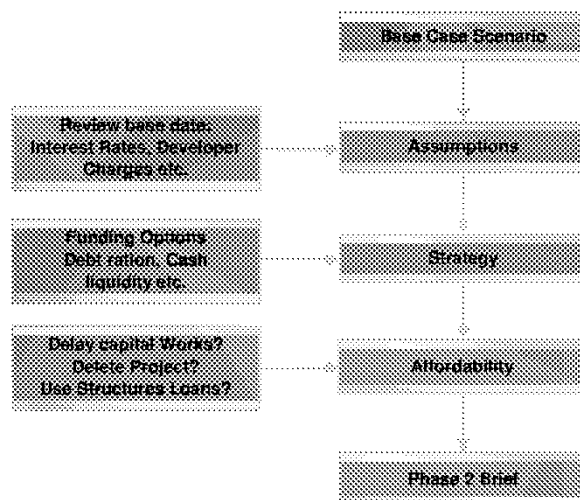 Base Case Scenario
Review base date,
Interest Rates, Developer
Charges etc.
Assumptions
Funding Options
Debt ration, Cash
liquidity etc.
Strategy
Delay capital Works?
Delete Project?
Use Structures Loans?
Affordability
Phase 2 Brief